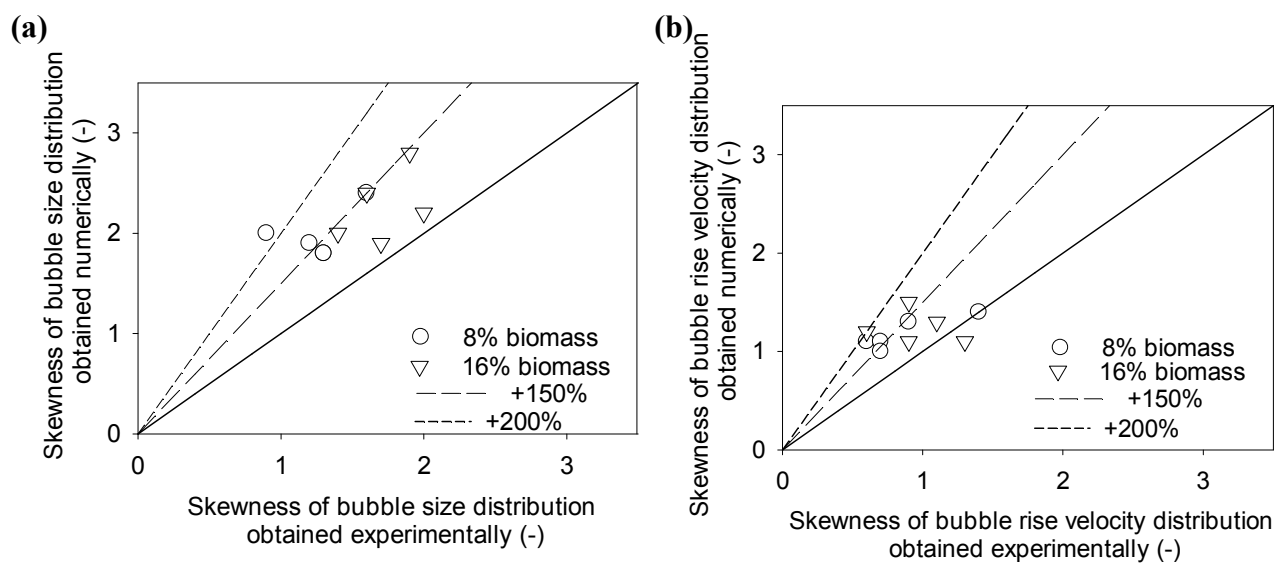 (a)
Skewness of bubble size distribution
obtained numerically (-)
3
2
1
0
0 1 2 3
8% biomass
16% biomass
+150%
+200%
Skewness of bubble size distribution
obtained experimentally (-)
(b)
Skewness of bubble rise velocity distribution
obtained numerically (-)
3
2
1
0
0 1 2 3
8% biomass
16% biomass
+150%
+200%
Skewness of bubble rise velocity distribution
obtained experimentally (-)